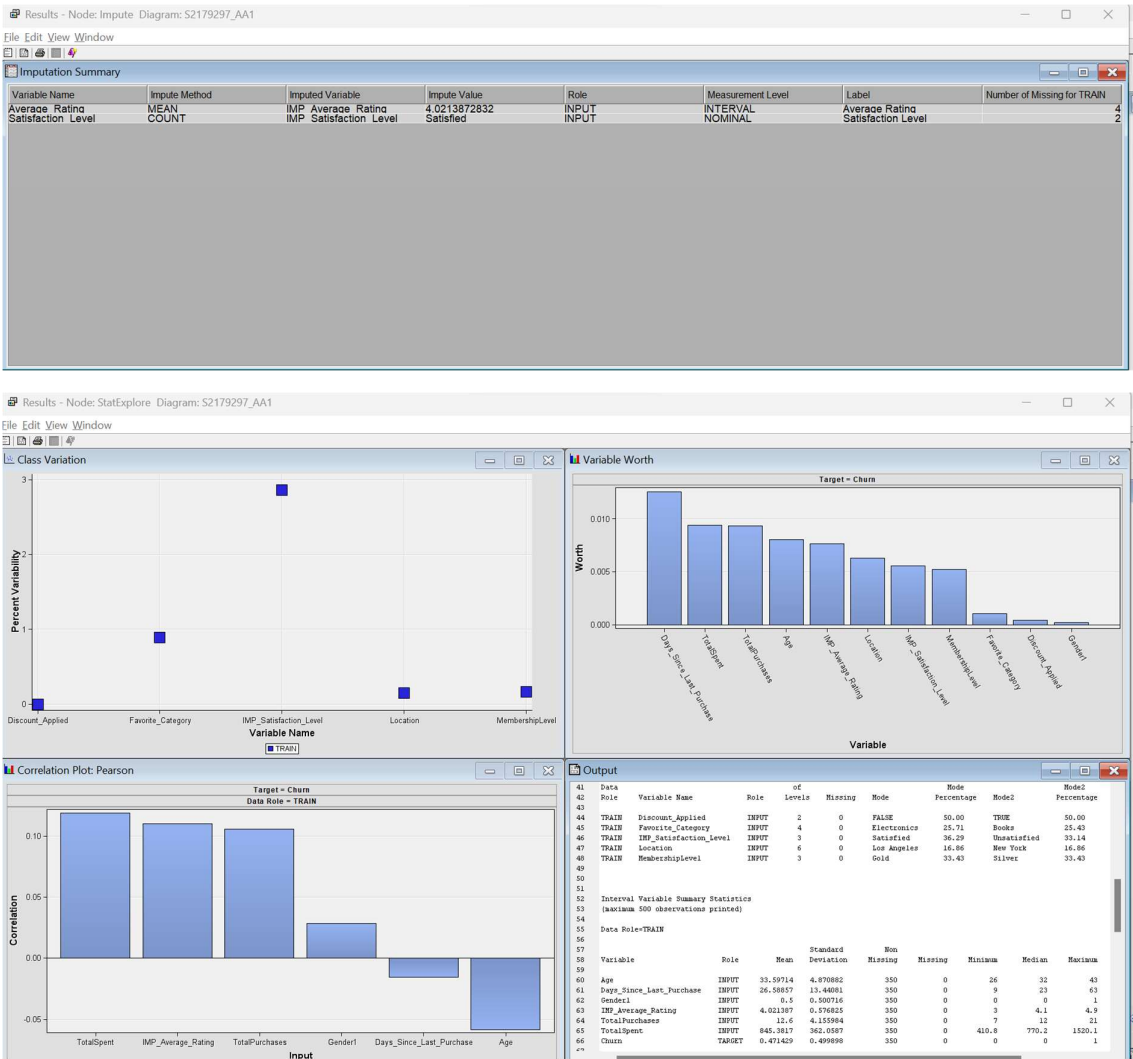 Results - Node: Impute Diagram: S2179297_AA1
File Edit View Window
Imputation Summary
Variable Name Impute Method Imputed Variable Impute Value Role Measurement Level Label Number of Missing for TRAIN
Average_Rating MEAN IMP_Average_Rating 4.0213872832 INPUT INTERVAL Average Rating 4
Satisfaction_Level COUNT IMP_Satisfaction_Level Satisfied INPUT NOMINAL Satisfaction Level 2
Results - Node: StatExplore Diagram: S2179297_AA1
File Edit View Window
Class Variation
3
2
1
0
Percent Variability
Discount_Applied Favorite_Category IMP_Satisfaction_Level Location MembershipLevel
Variable Name
TRAIN
Variable Worth
Target = Churn
0.010
0.005
0.000
Worth
Days_Since_Last_Purchase TotalSpent TotalPurchases Age IMP_Average_Rating Location IMP_Satisfaction_Level MembershipLevel Favorite_Category Discount_Applied Gender1
Variable
Correlation Plot: Pearson
Target = Churn
Data Role = TRAIN
0.10
0.05
0.00
-0.05
Correlation
TotalSpent IMP_Average_Rating TotalPurchases Gender1 Days_Since_Last_Purchase Age
Input
Output
41 Data of Mode Mode2
42 Role Variable Name Role Levels Missing Mode Percentage Mode2 Percentage
43
44 TRAIN Discount_Applied INPUT 2 0 FALSE 50.00 TRUE 50.00
45 TRAIN Favorite_Category INPUT 4 0 Electronics 25.71 Books 25.43
46 TRAIN IMP_Satisfaction_Level INPUT 3 0 Satisfied 36.29 Unsatisfied 33.14
47 TRAIN Location INPUT 6 0 Los Angeles 16.86 New York 16.86
48 TRAIN MembershipLevel INPUT 3 0 Gold 33.43 Silver 33.43
49
50
51
52 Interval Variable Summary Statistics
53 (maximum 500 observations printed)
54
55 Data Role=TRAIN
56
57 Standard Non
58 Variable Role Mean Deviation Missing Missing Minimum Median Maximum
59
60 Age INPUT 33.59714 4.870882 350 0 26 32 43
61 Days_Since_Last_Purchase INPUT 26.58857 13.44081 350 0 9 23 63
62 Gender1 INPUT 0.5 0.500716 350 0 0 0 1
63 IMP_Average_Rating INPUT 4.021387 0.576825 350 0 3 4.1 4.9
64 TotalPurchases INPUT 12.6 4.155984 350 0 7 12 21
65 TotalSpent INPUT 845.3817 362.0587 350 0 410.8 770.2 1520.1
66 Churn TARGET 0.471429 0.499898 350 0 0 0 1